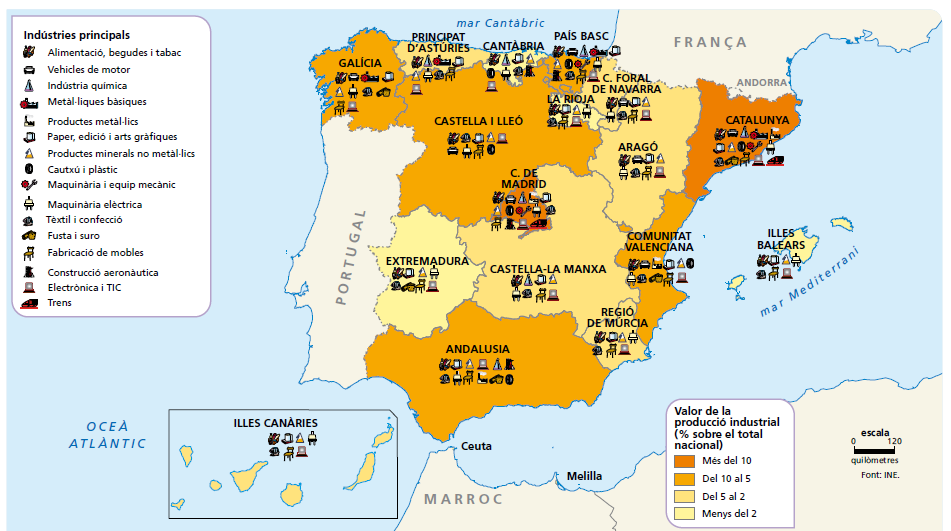 mar Cantàbric
Indústries principals
Alimentació, begudes i tabac
Vehicles de motor
Indústria química
Metàl·liques bàsiques
Productes metàl·lics
Paper, edició i arts gràfiques
Productes minerals no metàl·lics
Cautxú i plàstic
Maquinària i equip mecànic
Maquinària elèctrica
Tèxtil i confecció
Fusta i suro
Fabricació de mobles
Construcció aeronàutica
Electrònica i TIC
Trens
GALÍCIA
PRINCIPAT
D'ASTÚRIES
CANTÀBRIA
PAÍS BASC
FRANÇA
C. FORAL
DE NAVARRA
ANDORRA
LA RIOJA
CASTELLA I LLEÓ
CATALUNYA
ARAGÓ
C. DE
MADRID
PORTUGAL
COMUNITAT
VALENCIANA
ILLES
BALEARS
mar Mediterrani
EXTREMADURA
CASTELLA-LA MANXA
REGIÓ
DE MÚRCIA
ANDALUSIA
OCEÀ
ATLÀNTIC
ILLES CANÀRIES
Ceuta
Melilla
MARROC
Valor de la
producció industrial
(% sobre el total
nacional)
Més del 10
Del 10 al 5
Del 5 al 2
Menys del 2
escala
0 120
quilòmetres
Font: INE.